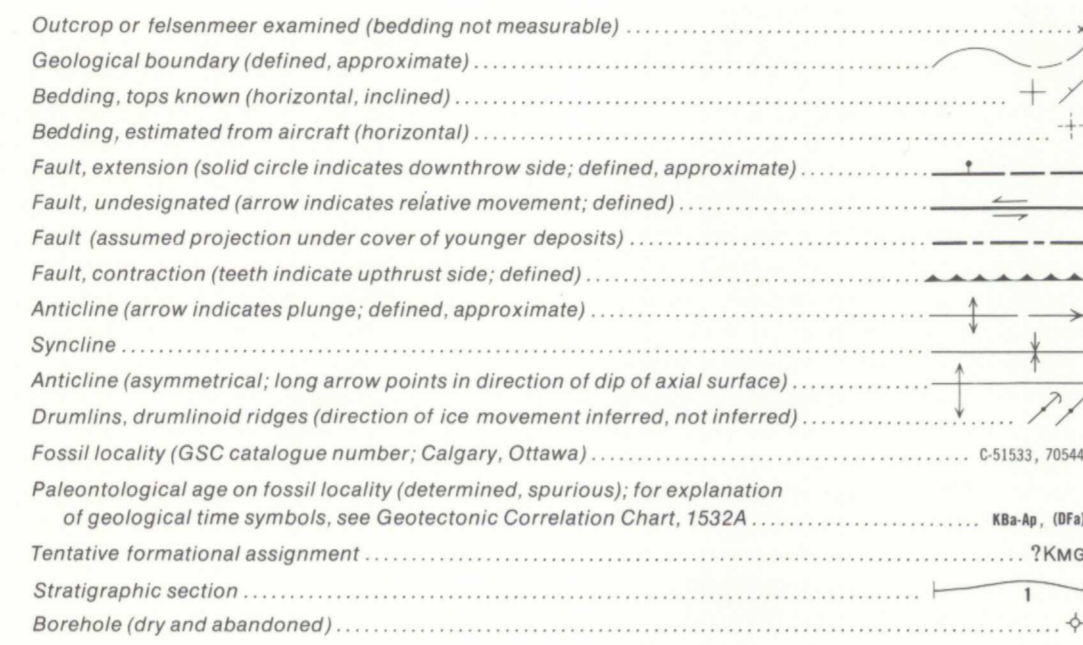 Outcrop or felsenmeer examined (bedding not measurable) ........ x
Geological boundary (defined, approximate) ........
Bedding, tops known (horizontal, inclined) ........
Bedding, estimated from aircraft (horizontal) ........
Fault, extension (solid circle indicates downthrow side; defined, approximate) ........
Fault, undesignated (arrow indicates relative movement; defined) ........
Fault (assumed projection under cover of younger deposits) ........
Fault, contraction (teeth indicate upthrust side; defined) ........
Anticline (arrow indicates plunge; defined, approximate) ........
Syncline ........
Anticline (asymmetrical; long arrow points in direction of dip of axial surface) ........
Drumlins, drumlinoid ridges (direction of ice movement inferred, not inferred) ........
Fossil locality (GSC catalogue number; Calgary, Ottawa) ........ C-51533, 70544
Paleontological age on fossil locality (determined, spurious); for explanation
of geological time symbols, see Geotectonic Correlation Chart, 1532A ........ KBa-Ap, (DFa)
Tentative formational assignment ........ ?KMG
Stratigraphic section ........ 1
Borehole (dry and abandoned) ........